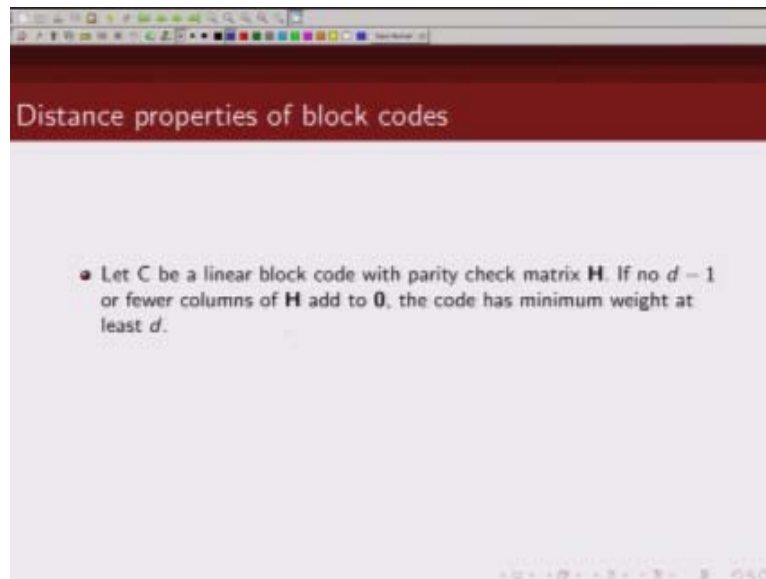 Distance properties of block codes
Let C be a linear block code with parity check matrix H. If no d − 1
or fewer columns of H add to 0, the code has minimum weight at
least d.